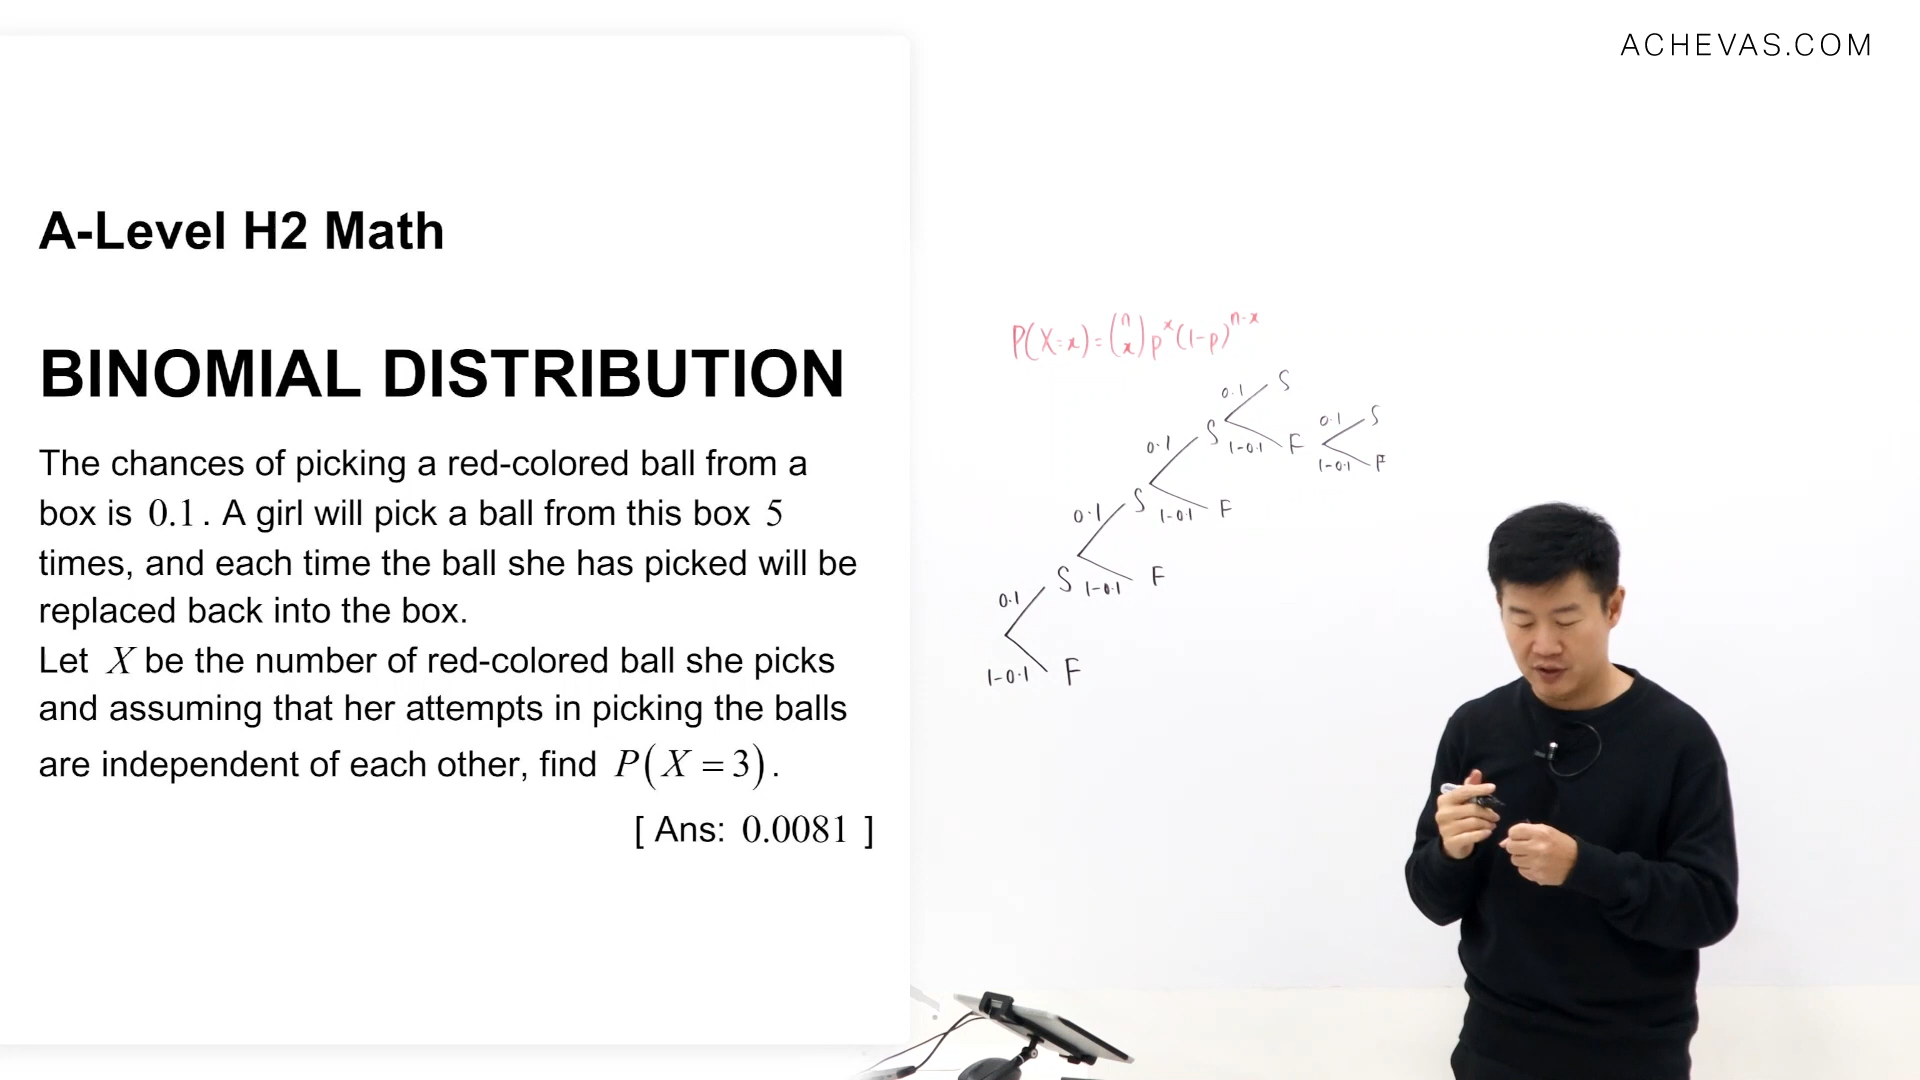 ACHEVAS.COM
A-Level H2 Math
BINOMIAL DISTRIBUTION
The chances of picking a red-colored ball from a
box is 0.1. A girl will pick a ball from this box 5
times, and each time the ball she has picked will be
replaced back into the box.
Let X be the number of red-colored ball she picks
and assuming that her attempts in picking the balls
are independent of each other, find P(X = 3).
[ Ans: 0.0081 ]
P(X=x)=(n x)p^x(1-p)^n-x
0.1 S
0.1 S
0.1 S 1-0.1 F
1-0.1 F
0.1 S 1-0.1 F
0.1 S 1-0.1 F
1-0.1 F